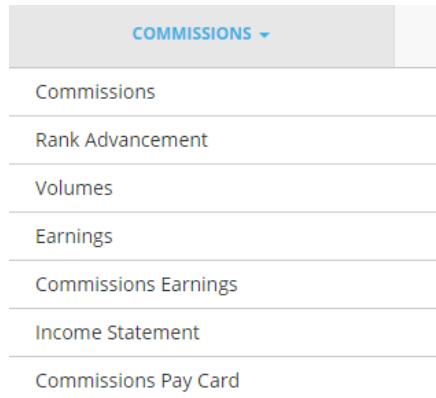 COMMISSIONS
Commissions
Rank Advancement
Volumes
Earnings
Commissions Earnings
Income Statement
Commissions Pay Card